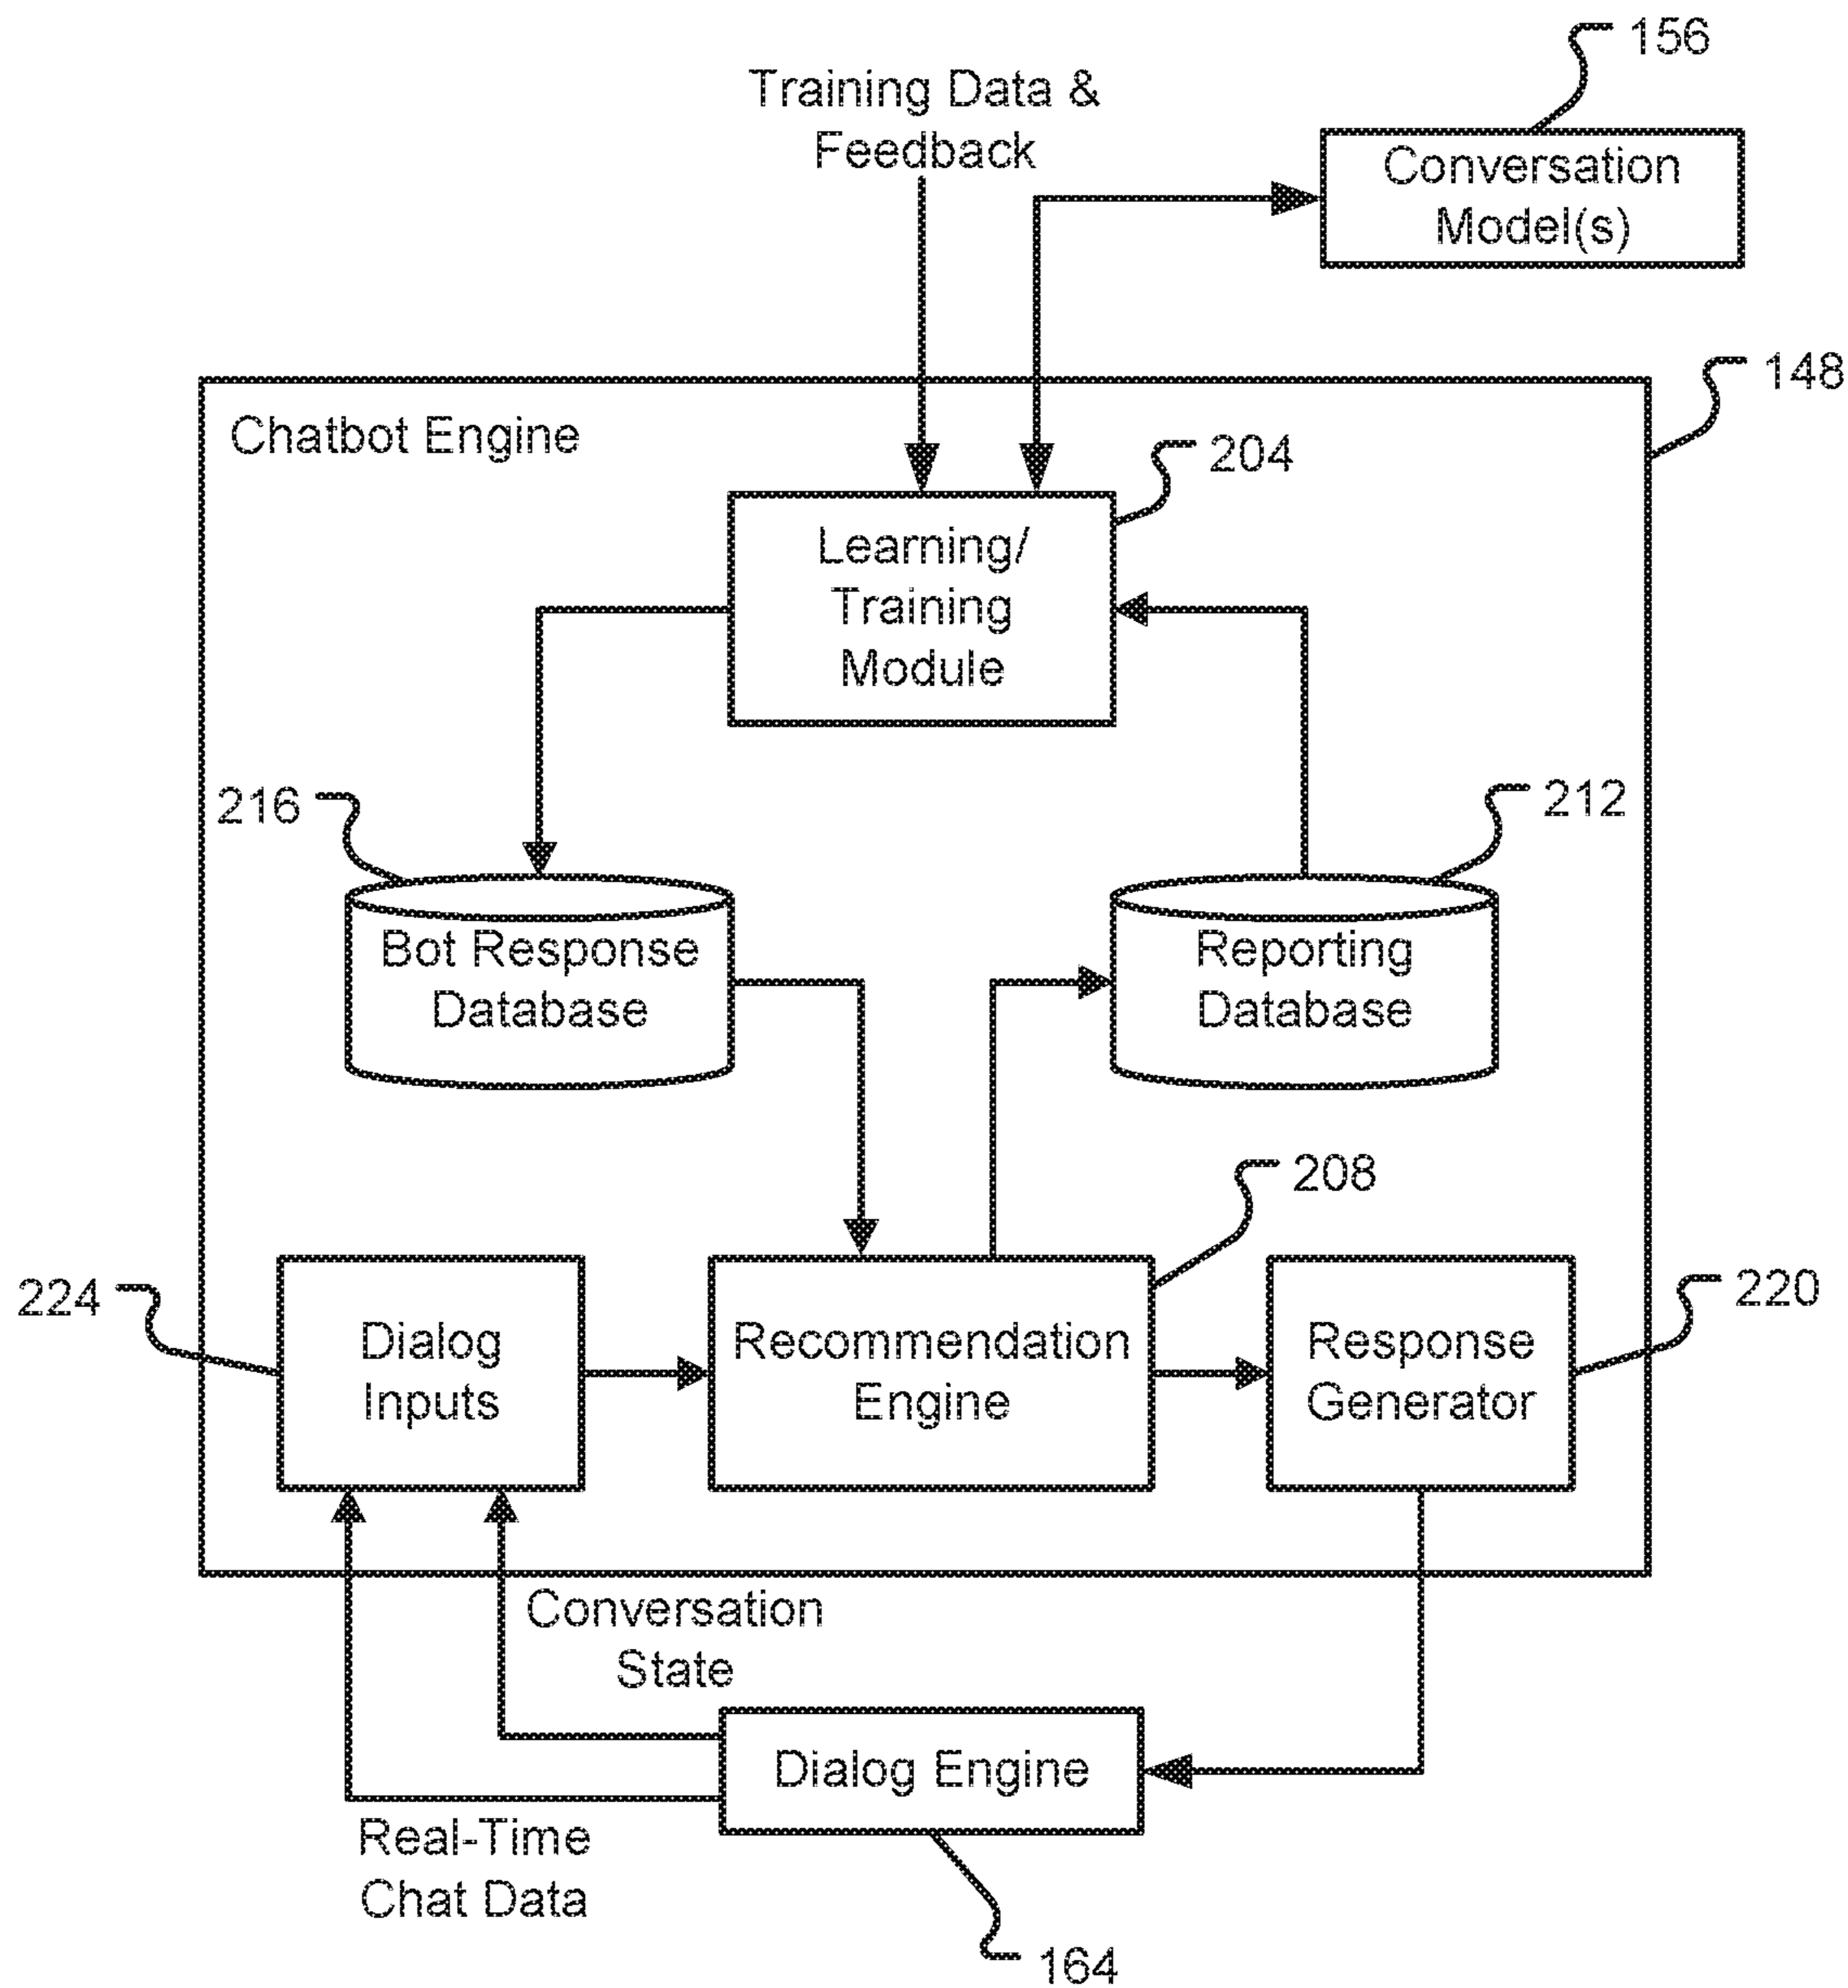 156
Training Data &
Feedback
Conversation
Model(s)
148
Chatbot Engine
204
Learning/
Training
Module
216
212
Bot Response
Database
Reporting
Database
208
224
220
Dialog
Inputs
Recommendation
Engine
Response
Generator
Conversation
State
Dialog Engine
Real-Time
Chat Data
164